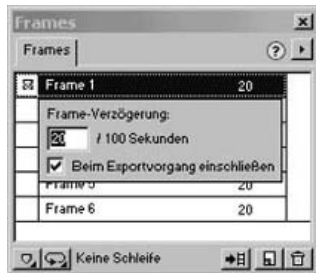 Frames
Frames
Frame 1 20
Frame-Verzögerung:
20 / 100 Sekunden
Beim Exportvorgang einschließen
Frame 5 20
Frame 6 20
Keine Schleife